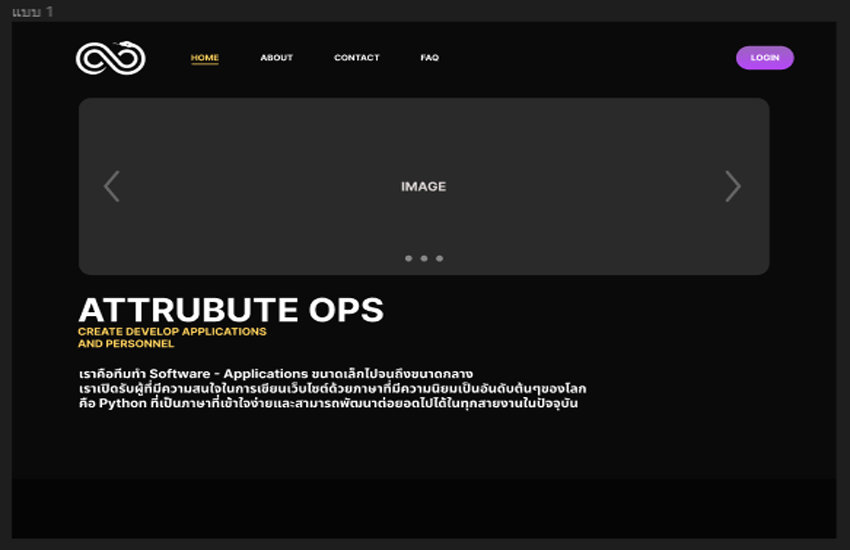 แบบ 1
HOME ABOUT CONTACT FAQ LOGIN
IMAGE
ATTRUBUTE OPS
CREATE DEVELOP APPLICATIONS
AND PERSONNEL
เราคือทีมทำ Software - Applications ขนาดเล็กไปจนถึงขนาดกลาง
เราเปิดรับผู้ที่มีความสนใจในการเขียนเว็บไซต์ด้วยภาษาที่มีความนิยมเป็นอันดับต้นๆของโลก
คือ Python ที่เป็นภาษาที่เข้าใจง่ายและสามารถพัฒนาต่อยอดไปได้ในทุกสายงานในปัจจุบัน